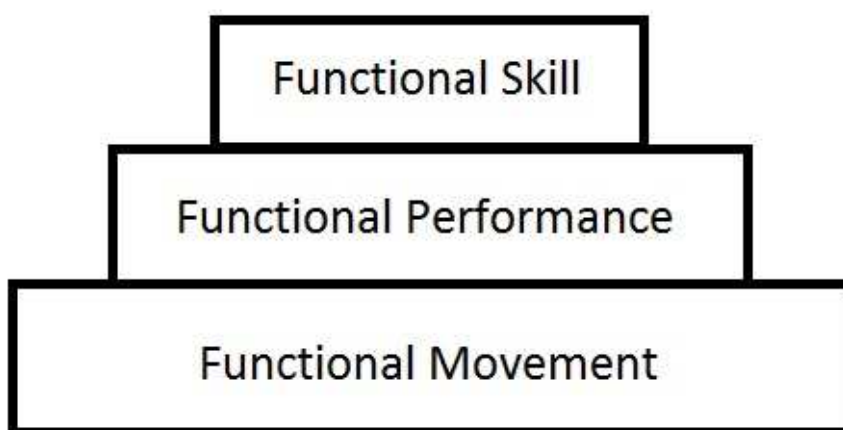 Functional Skill
Functional Performance
Functional Movement